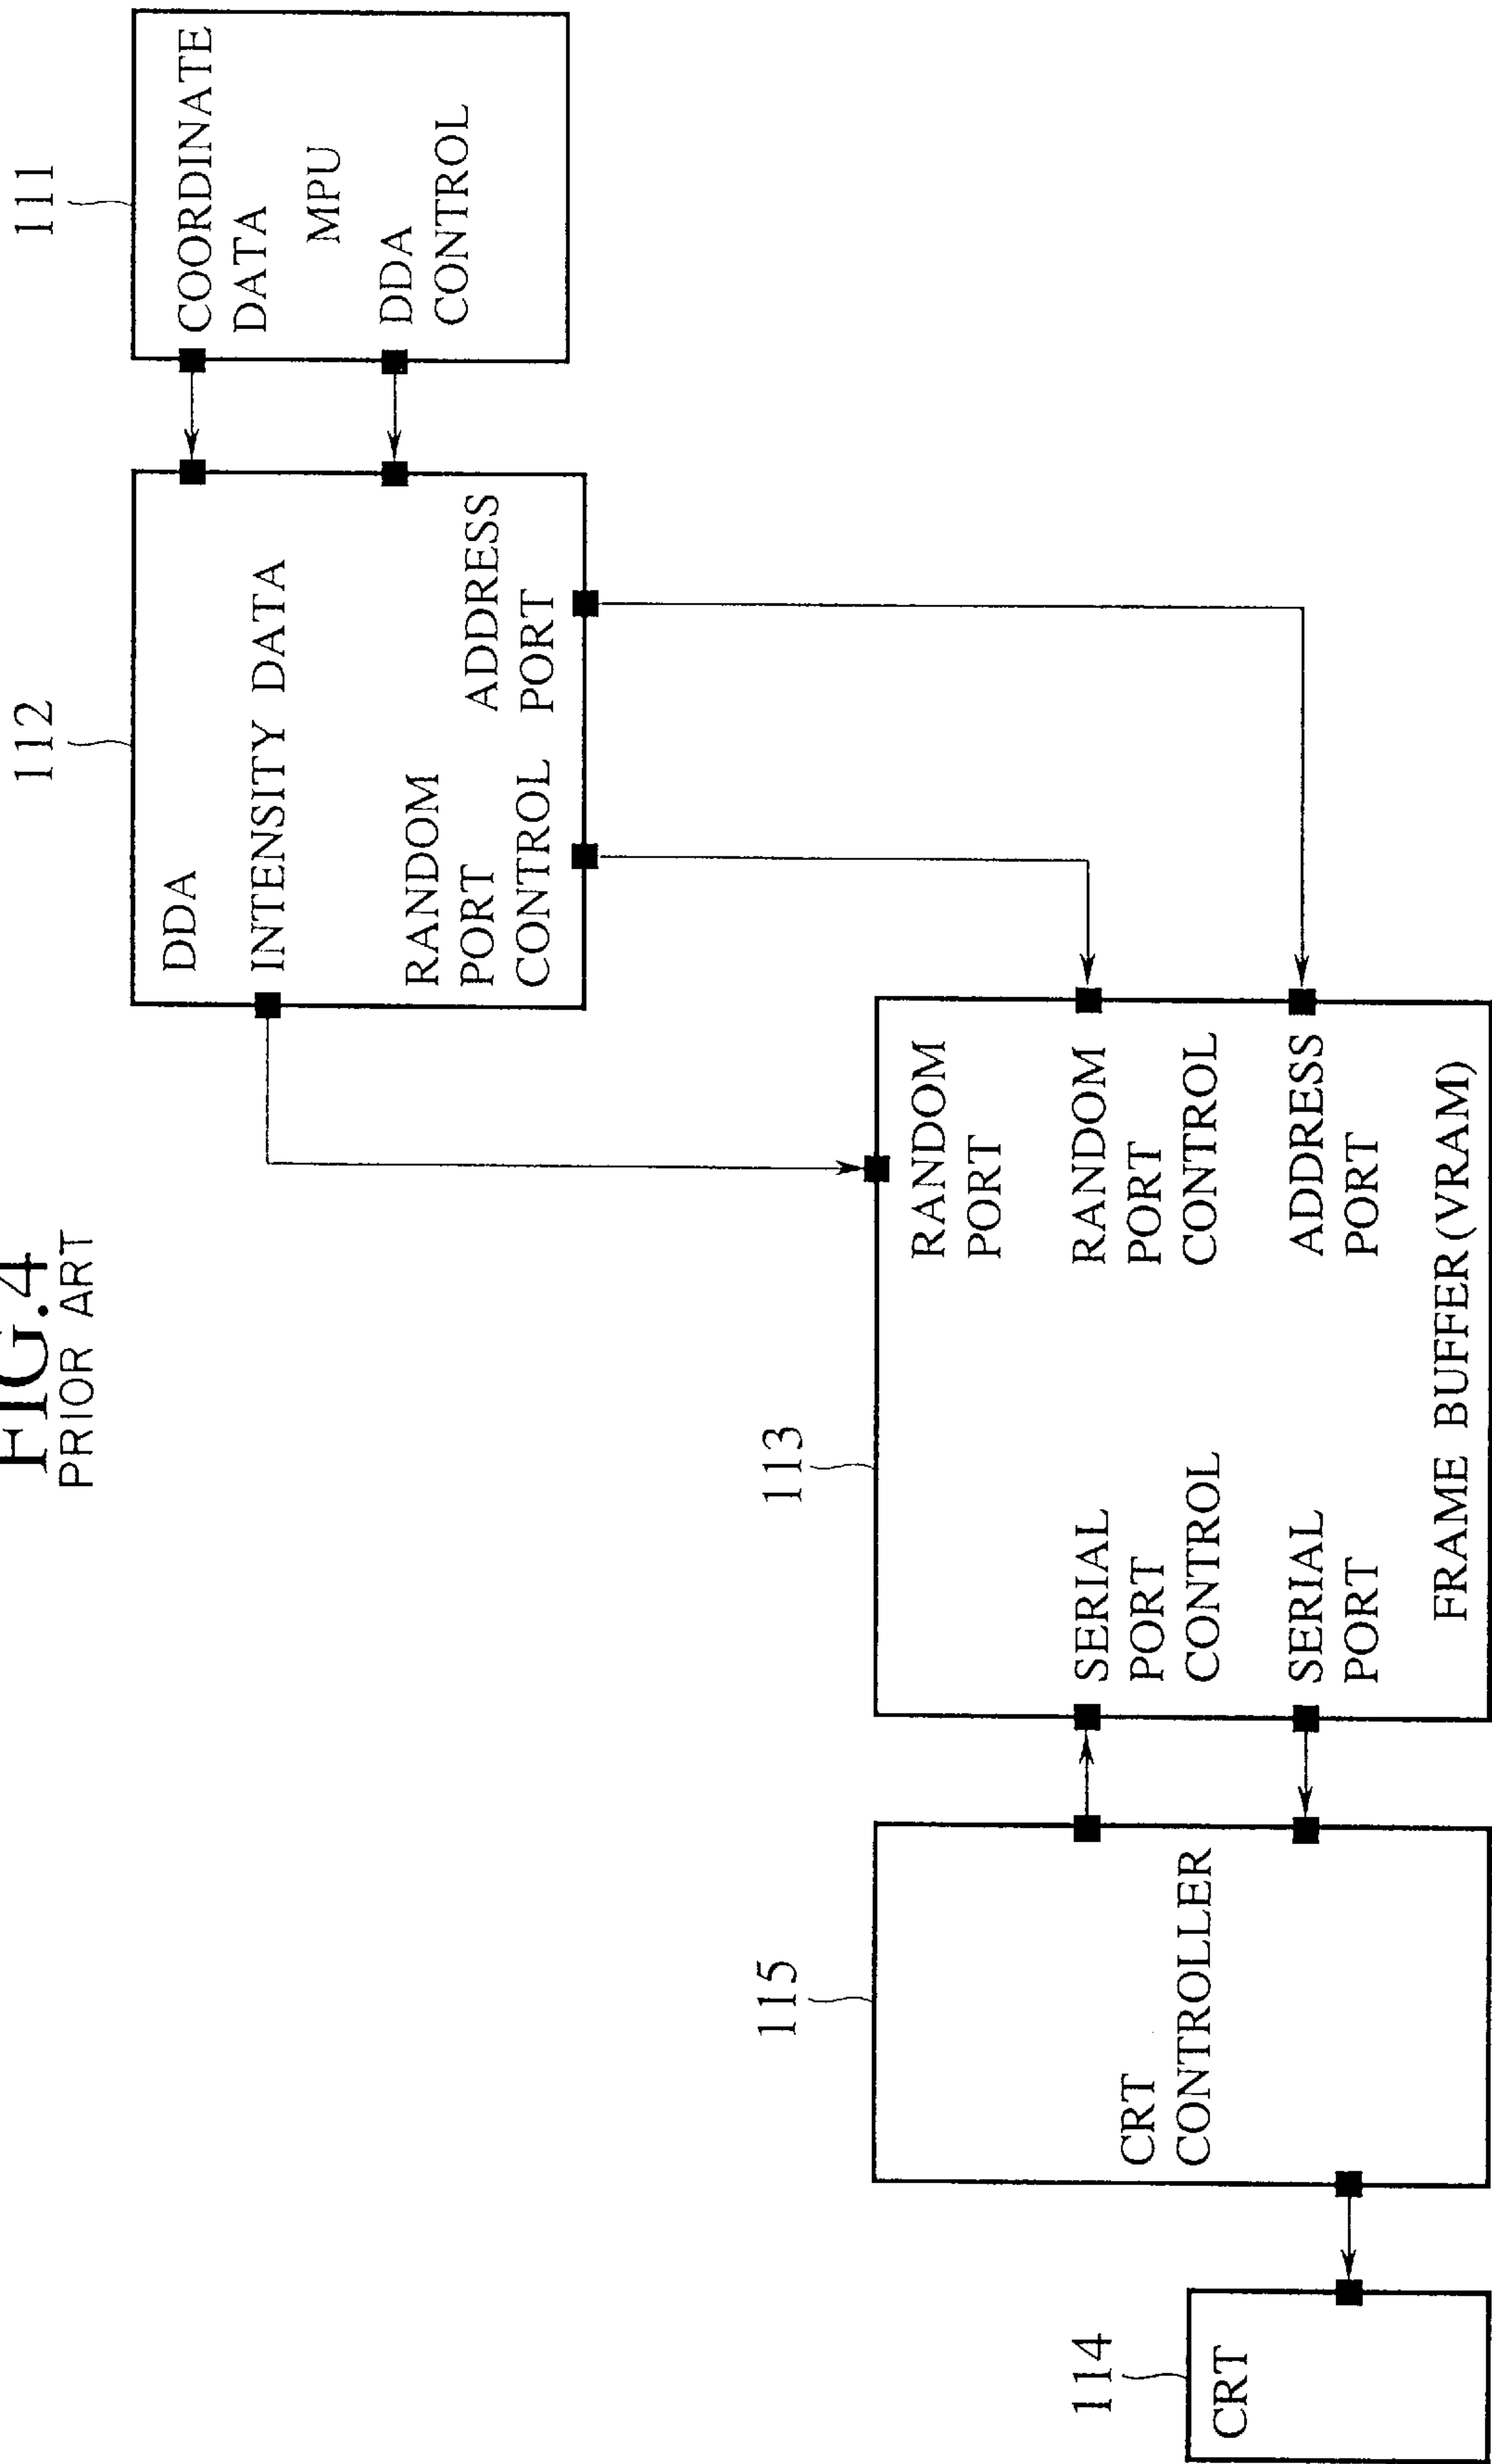 FIG.4
PRIOR ART
111
COORDINATE
DATA
MPU
DDA
CONTROL
112
DDA
INTENSITY DATA
RANDOM
PORT
CONTROL
ADDRESS
PORT
113
RANDOM
PORT
RANDOM
PORT
CONTROL
ADDRESS
PORT
SERIAL
PORT
CONTROL
SERIAL
PORT
FRAME BUFFER (VRAM)
115
CRT
CONTROLLER
114
CRT